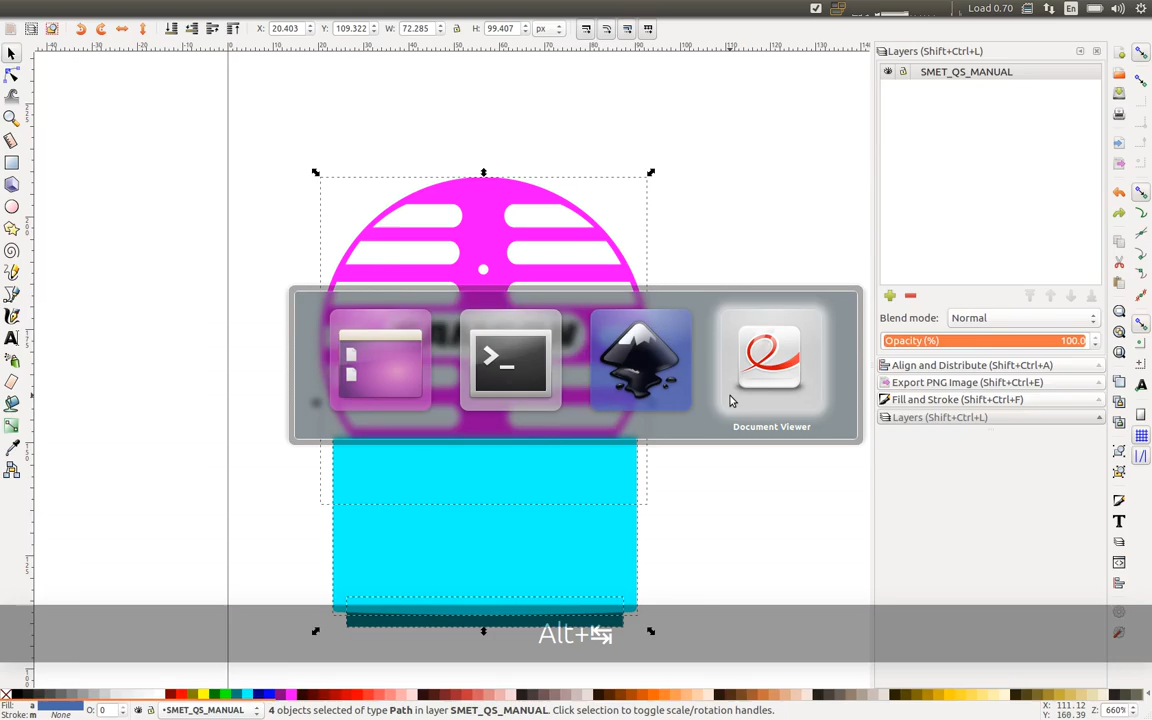 Load 0.70 En
X: 20.403 Y: 109.322 W: 72.285 H: 99.407 px
Layers (Shift+Ctrl+L)
SMET_QS_MANUAL
Document Viewer
Blend mode: Normal
Opacity (%) 100.0
Align and Distribute (Shift+Ctrl+A)
Export PNG Image (Shift+Ctrl+E)
Fill and Stroke (Shift+Ctrl+F)
Layers (Shift+Ctrl+L)
Alt+↹
Fill: a
Stroke: m None
O: 0
•SMET_QS_MANUAL
4 objects selected of type Path in layer SMET_QS_MANUAL. Click selection to toggle scale/rotation handles.
X: 111.12
Y: 160.39
Z: 660%